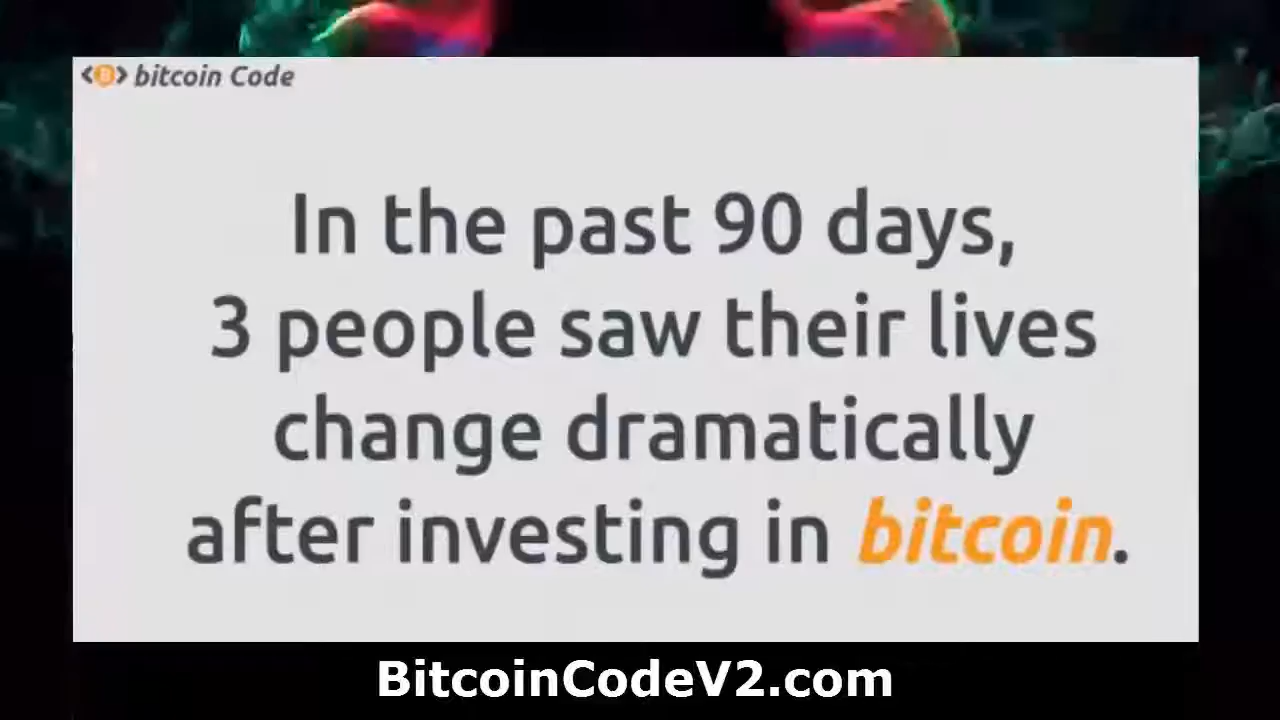 bitcoin Code
In the past 90 days,
3 people saw their lives
change dramatically
after investing in bitcoin.
BitcoinCodeV2.com